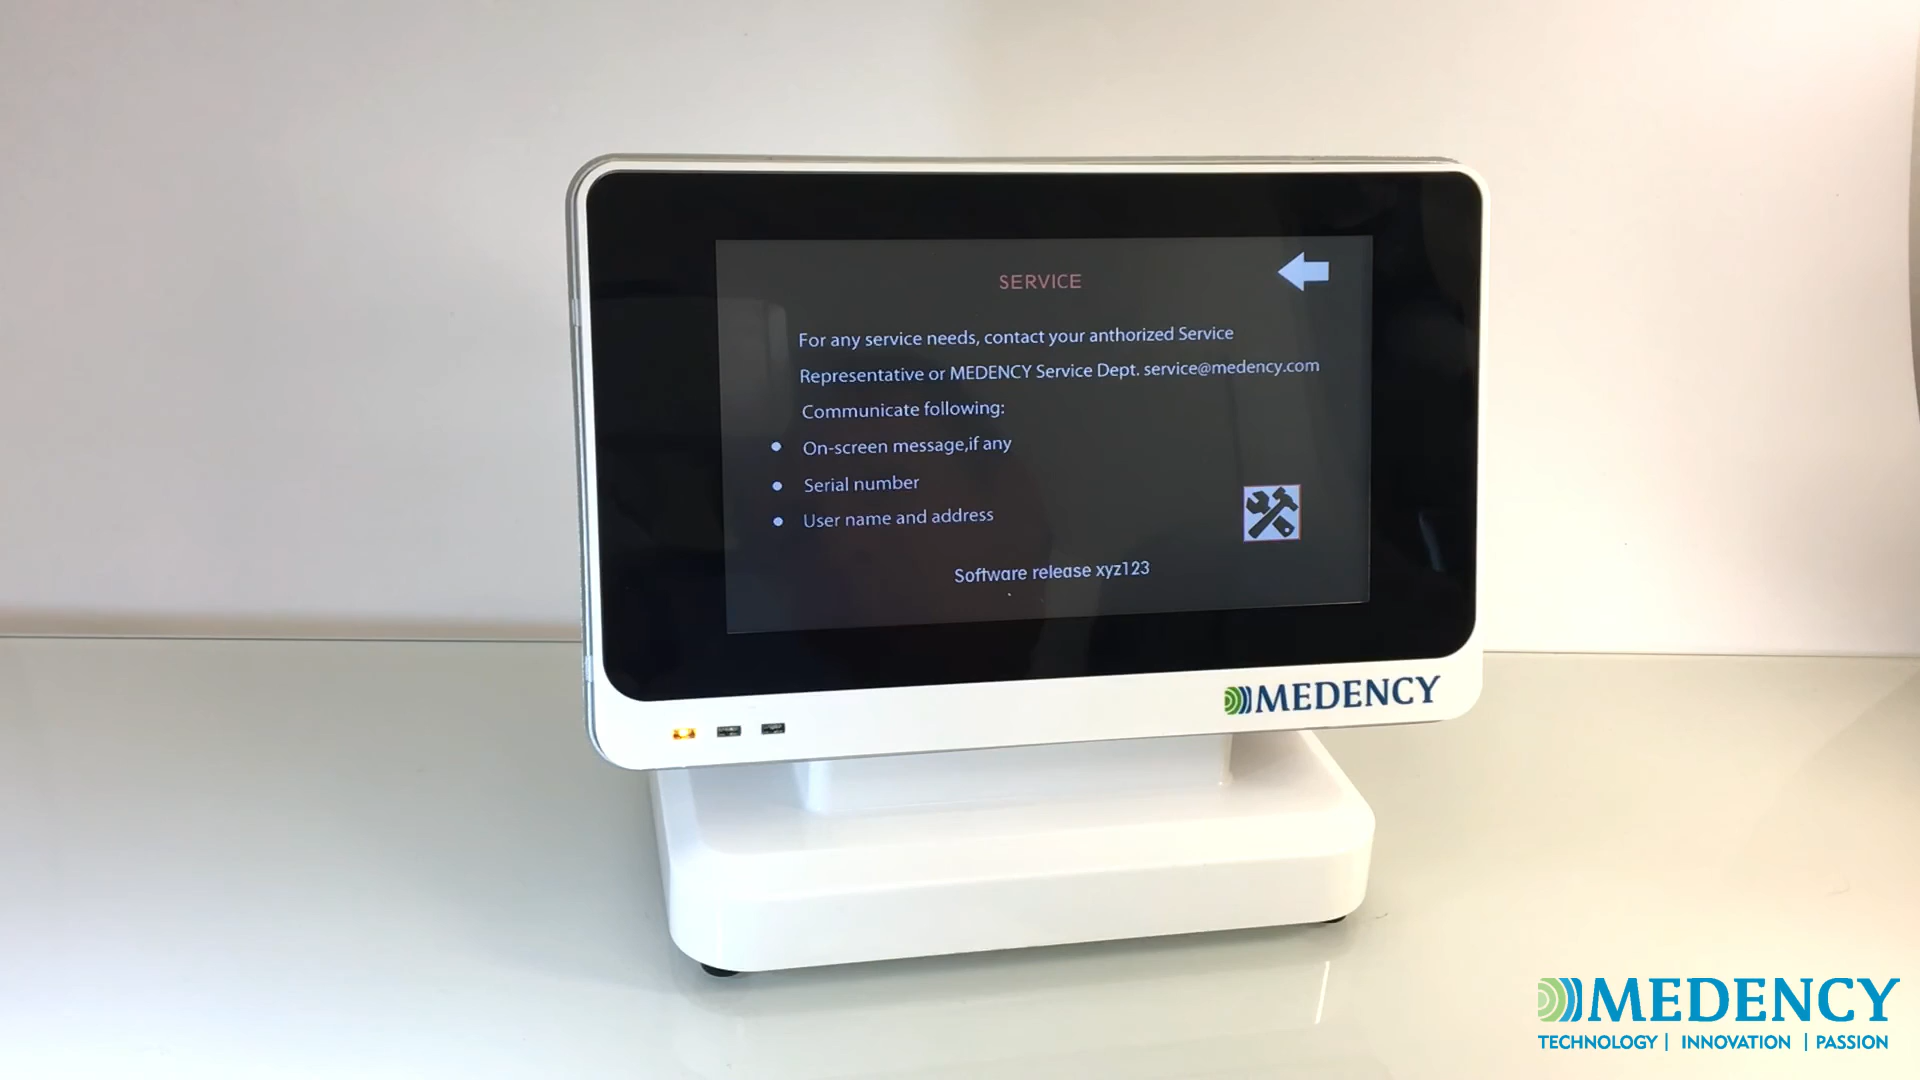 SERVICE
For any service needs, contact your anthorized Service
Representative or MEDENCY Service Dept. service@medency.com
Communicate following:
On-screen message,if any
Serial number
User name and address
Software release xyz123
MEDENCY
MEDENCY
TECHNOLOGY | INNOVATION | PASSION